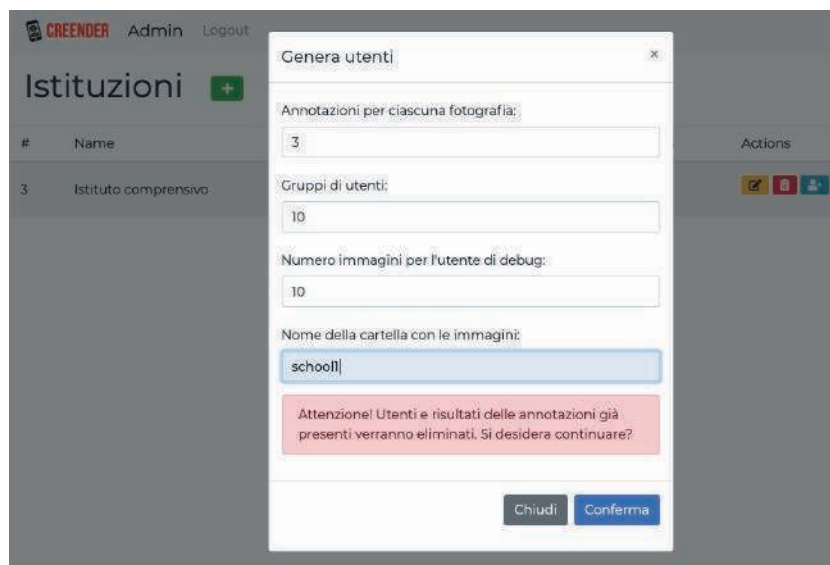 CREENDER Admin Logout
Istituzioni +
# Name Actions
3 Istituto comprensivo
Genera utenti ×
Annotazioni per ciascuna fotografia:
3
Gruppi di utenti:
10
Numero immagini per l'utente di debug:
10
Nome della cartella con le immagini:
school1
Attenzione! Utenti e risultati delle annotazioni già
presenti verranno eliminati. Si desidera continuare?
Chiudi Conferma